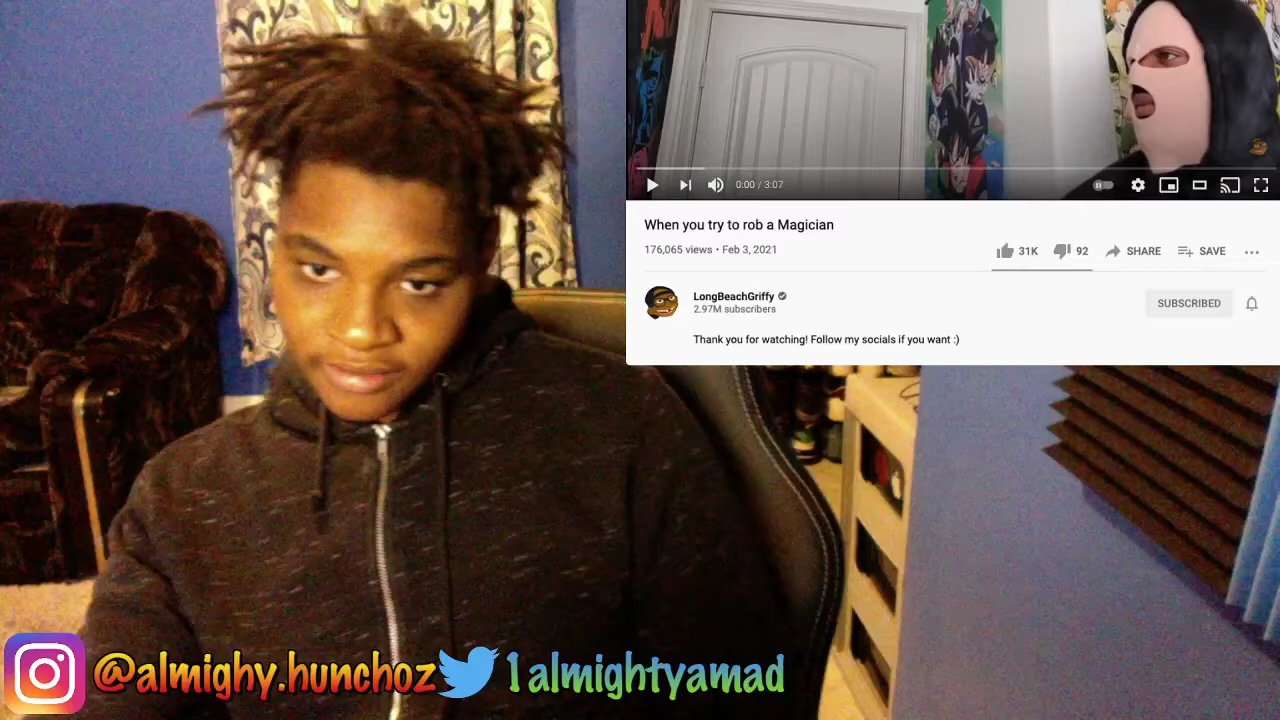 0:00 / 3:07
When you try to rob a Magician
176,065 views • Feb 3, 2021
31K
92
SHARE
SAVE
LongBeachGriffy
2.97M subscribers
SUBSCRIBED
Thank you for watching! Follow my socials if you want :)
@almighy.hunchoz
1almightyamad